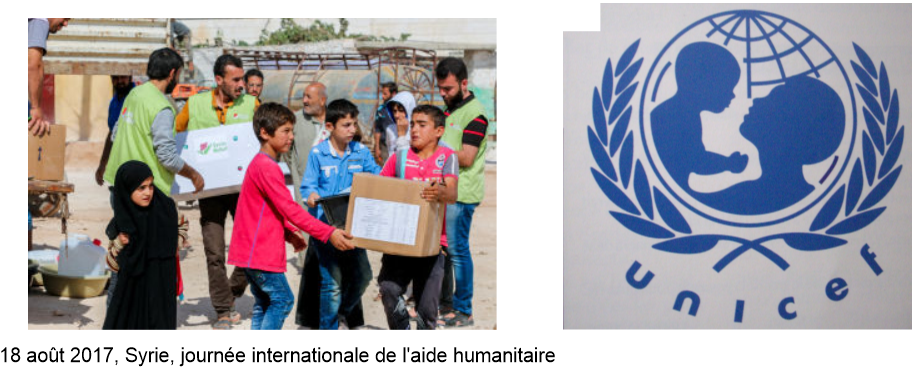 unicef
18 août 2017, Syrie, journée internationale de l'aide humanitaire